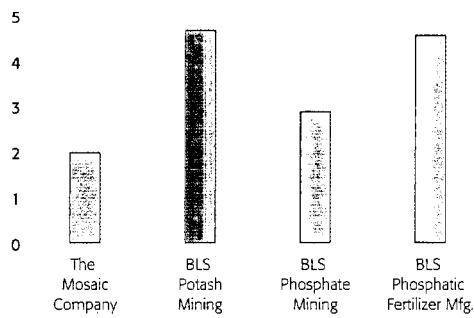 5
4
3
2
1
0
The Mosaic Company
BLS Potash Mining
BLS Phosphate Mining
BLS Phosphatic Fertilizer Mfg.